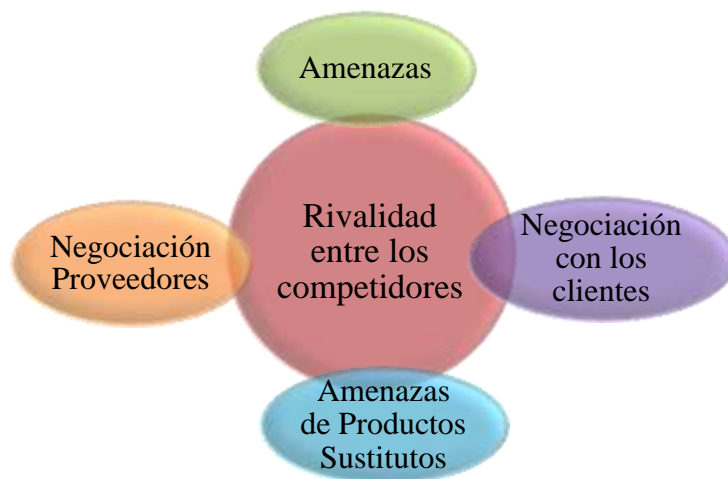 Amenazas
Rivalidad
entre los
competidores
Negociación
Proveedores
Negociación
con los
clientes
Amenazas
de Productos
Sustitutos